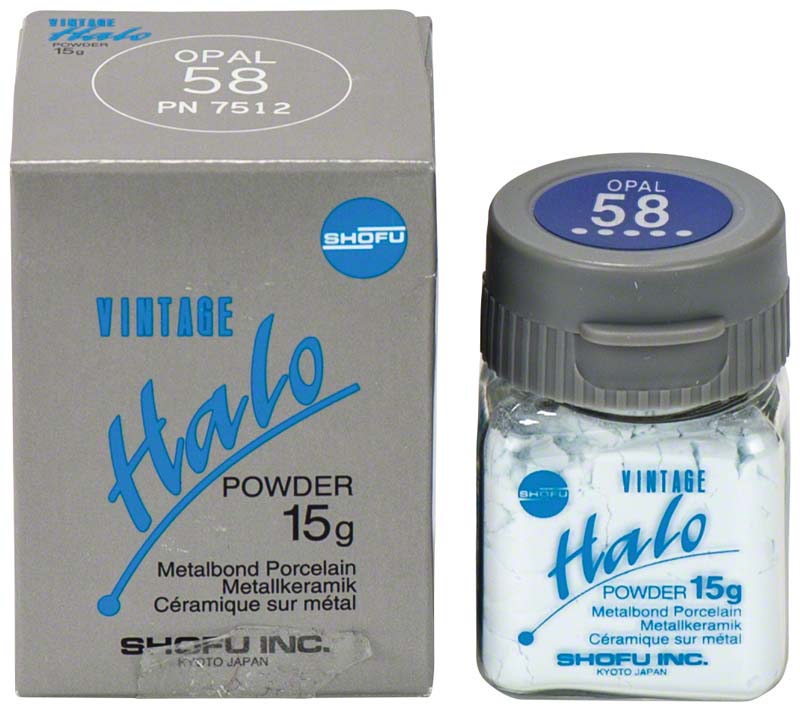 VINTAGE
Halo
POWDER
15g
OPAL
58
PN 7512
SHOFU
VINTAGE
Halo
POWDER
15g
Metalbond Porcelain
Metallkeramik
Céramique sur métal
SHOFU INC.
KYOTO JAPAN
OPAL
58
SHOFU
VINTAGE
Halo
POWDER 15g
Metalbond Porcelain
Metallkeramik
Céramique sur métal
SHOFU INC.
KYOTO JAPAN